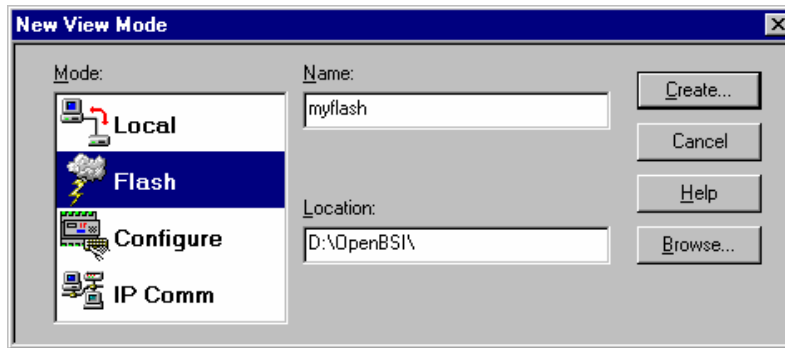 New View Mode
Mode:
Local
Flash
Configure
IP Comm
Name:
myflash
Location:
D:\OpenBSI\
Create...
Cancel
Help
Browse...